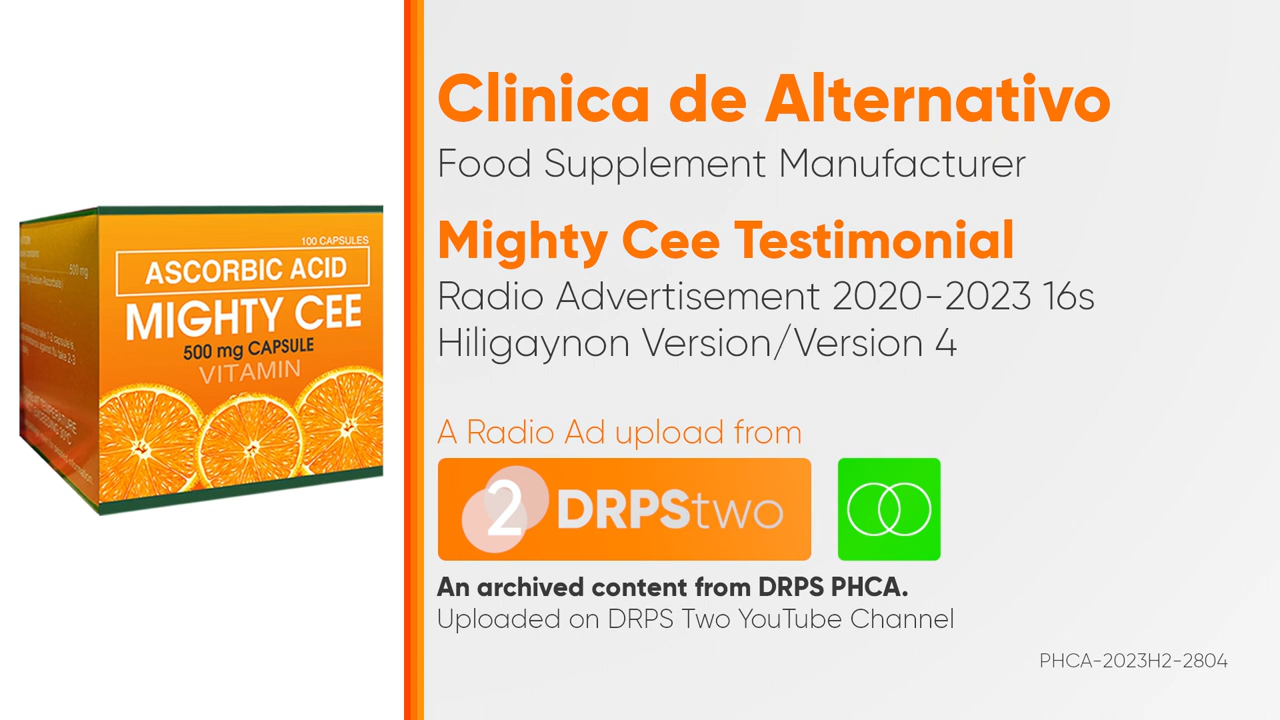 100 CAPSULES
ASCORBIC ACID
MIGHTY CEE
500 mg CAPSULE
VITAMIN
500 mg
Clinica de Alternativo
Food Supplement Manufacturer
Mighty Cee Testimonial
Radio Advertisement 2020-2023 16s
Hiligaynon Version/Version 4
A Radio Ad upload from
2 DRPStwo
An archived content from DRPS PHCA.
Uploaded on DRPS Two YouTube Channel
PHCA-2023H2-2804